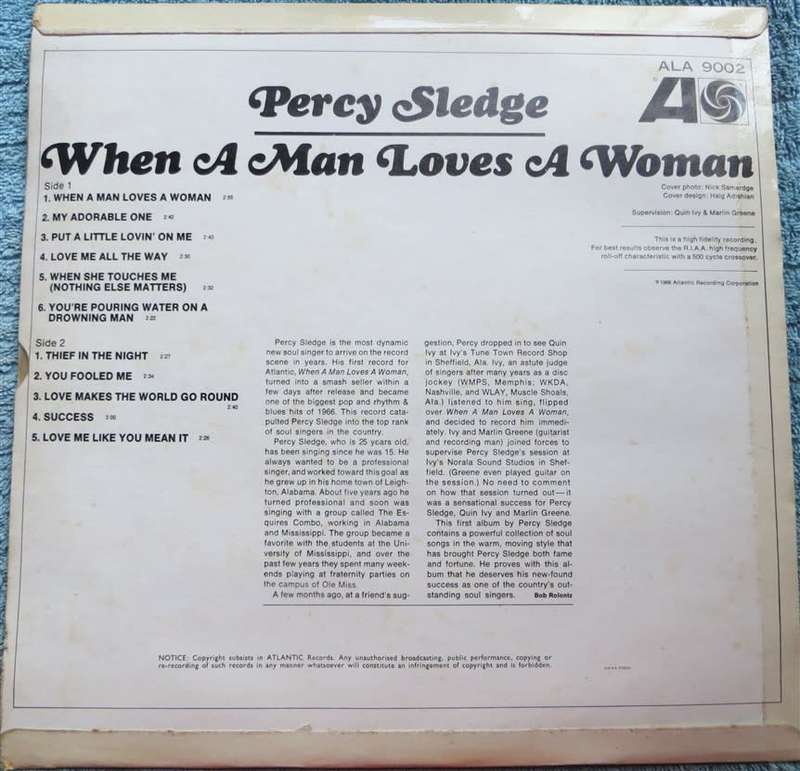 ALA 9002
Percy Sledge
When A Man Loves A Woman
Cover photo: Nick Samardge
Cover design: Haig Adishian
Supervision: Quin Ivy & Marlin Greene
This is a high fidelity recording.
For best results observe the R.I.A.A. high frequency
roll-off characteristic with a 500 cycle crossover.
℗1966 Atlantic Recording Corporation
Side 1
1. WHEN A MAN LOVES A WOMAN
2. MY ADORABLE ONE 2:42
3. PUT A LITTLE LOVIN' ON ME 2:40
4. LOVE ME ALL THE WAY 2:30
5. WHEN SHE TOUCHES ME
(NOTHING ELSE MATTERS) 2:32
6. YOU'RE POURING WATER ON A
DROWNING MAN
Side 2
1. THIEF IN THE NIGHT 2:27
2. YOU FOOLED ME 2:34
3. LOVE MAKES THE WORLD GO ROUND
2:40
4. SUCCESS
5. LOVE ME LIKE YOU MEAN IT
Percy Sledge is the most dynamic
new soul singer to arrive on the record
scene in years. His first record for
Atlantic, When A Man Loves A Woman,
turned into a smash seller within a
few days after release and became
one of the biggest pop and rhythm &
blues hits of 1966. This record cata-
pulted Percy Sledge into the top rank
of soul singers in the country.
Percy Sledge, who is 25 years old,
has been singing since he was 15. He
always wanted to be a professional
singer, and worked toward this goal as
he grew up in his home town of Leigh-
ton, Alabama. About five years ago he
turned professional and soon was
singing with a group called The Es-
quires Combo, working in Alabama
and Mississippi. The group became a
favorite with the students at the Uni-
versity of Mississippi, and over the
past few years they spent many week-
ends playing at fraternity parties on
the campus of Ole Miss.
A few months ago, at a friend's sug-
gestion, Percy dropped in to see Quin
Ivy at Ivy's Tune Town Record Shop
in Sheffield, Ala. Ivy, an astute judge
of singers after many years as a disc
jockey (WMPS, Memphis; WKDA,
Nashville, and WLAY, Muscle Shoals,
Ala.) listened to him sing, flipped
over When A Man Loves A Woman,
and decided to record him immedi-
ately. Ivy and Marlin Greene (guitarist
and recording man) joined forces to
supervise Percy Sledge's session at
Ivy's Norala Sound Studios in Shef-
field. (Greene even played guitar on
the session.) No need to comment
on how that session turned out—it
was a sensational success for Percy
Sledge, Quin Ivy and Marlin Greene.
This first album by Percy Sledge
contains a powerful collection of soul
songs in the warm, moving style that
has brought Percy Sledge both fame
and fortune. He proves with this al-
bum that he deserves his new-found
success as one of the country's out-
standing soul singers. Bob Rolontz
NOTICE: Copyright subsists in ATLANTIC Records. Any unauthorised broadcasting, public performance, copying or
re-recording of such records in any manner whatsoever will constitute an infringement of copyright and is forbidden.